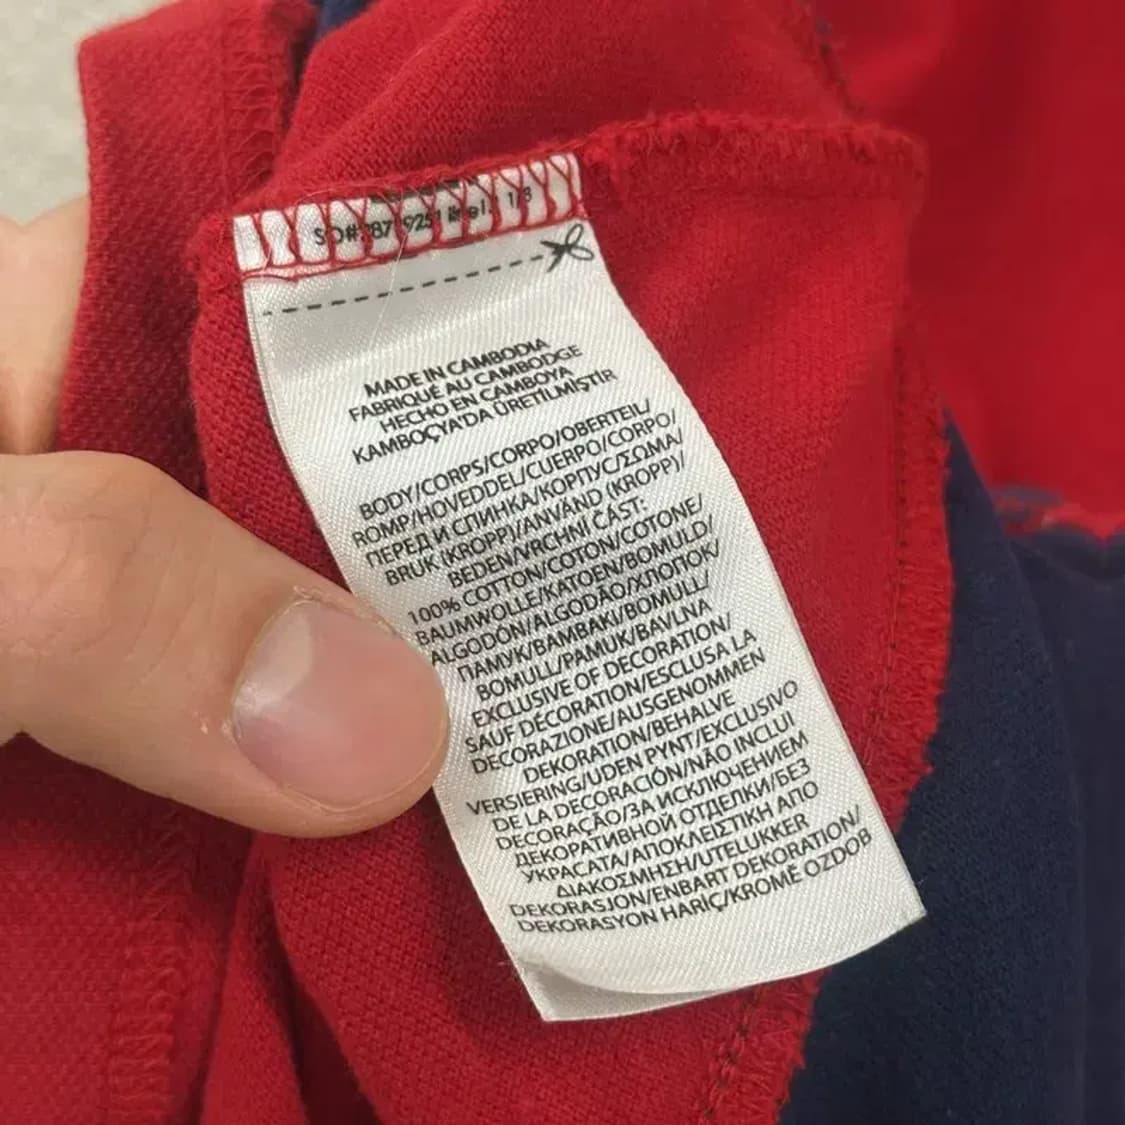 SO#
MADE IN CAMBODIA
FABRIQUÉ AU CAMBODGE
HECHO EN CAMBOYA
KAMBOÇYA'DA ÜRETILMIŞTIR
BODY/CORPS/CORPO/OBERTEIL/
ROMP/HOVEDDEL/CUERPO/CORPO/
ПЕРЕД И СПИНКА/КОРПУС/ΣΩΜΑ/
BRUK (KROPP)/ANVÄND (KROPP)/
BEDEN/VRCHNÍ ČÁST:
100% COTTON/COTON/COTONE/
BAUMWOLLE/KATOEN/BOMULD/
ALGODÓN/ALGODÃO/ХЛОПОК/
ПАМУК/ΒΑΜΒΑΚΙ/BOMULL/
BOMULL/PAMUK/BAVLNA
EXCLUSIVE OF DECORATION/
SAUF DÉCORATION/ESCLUSA LA
DECORAZIONE/AUSGENOMMEN
DEKORATION/BEHALVE
VERSIERING/UDEN PYNT/EXCLUSIVO
DE LA DECORACIÓN/NÃO INCLUI
DECORAÇÃO/ЗА ИСКЛЮЧЕНИЕМ
ДЕКОРАТИВНОЙ ОТДЕЛКИ/БЕЗ
УКРАСАТА/ΑΠΟΚΛΕΙΣΤΙΚΗ ΑΠΟ
ΔΙΑΚΟΣΜΗΣΗ/UTELUKKER
DEKORASJON/ENBART DEKORATION/
DEKORASYON HARIÇ/KROMĚ OZDOB